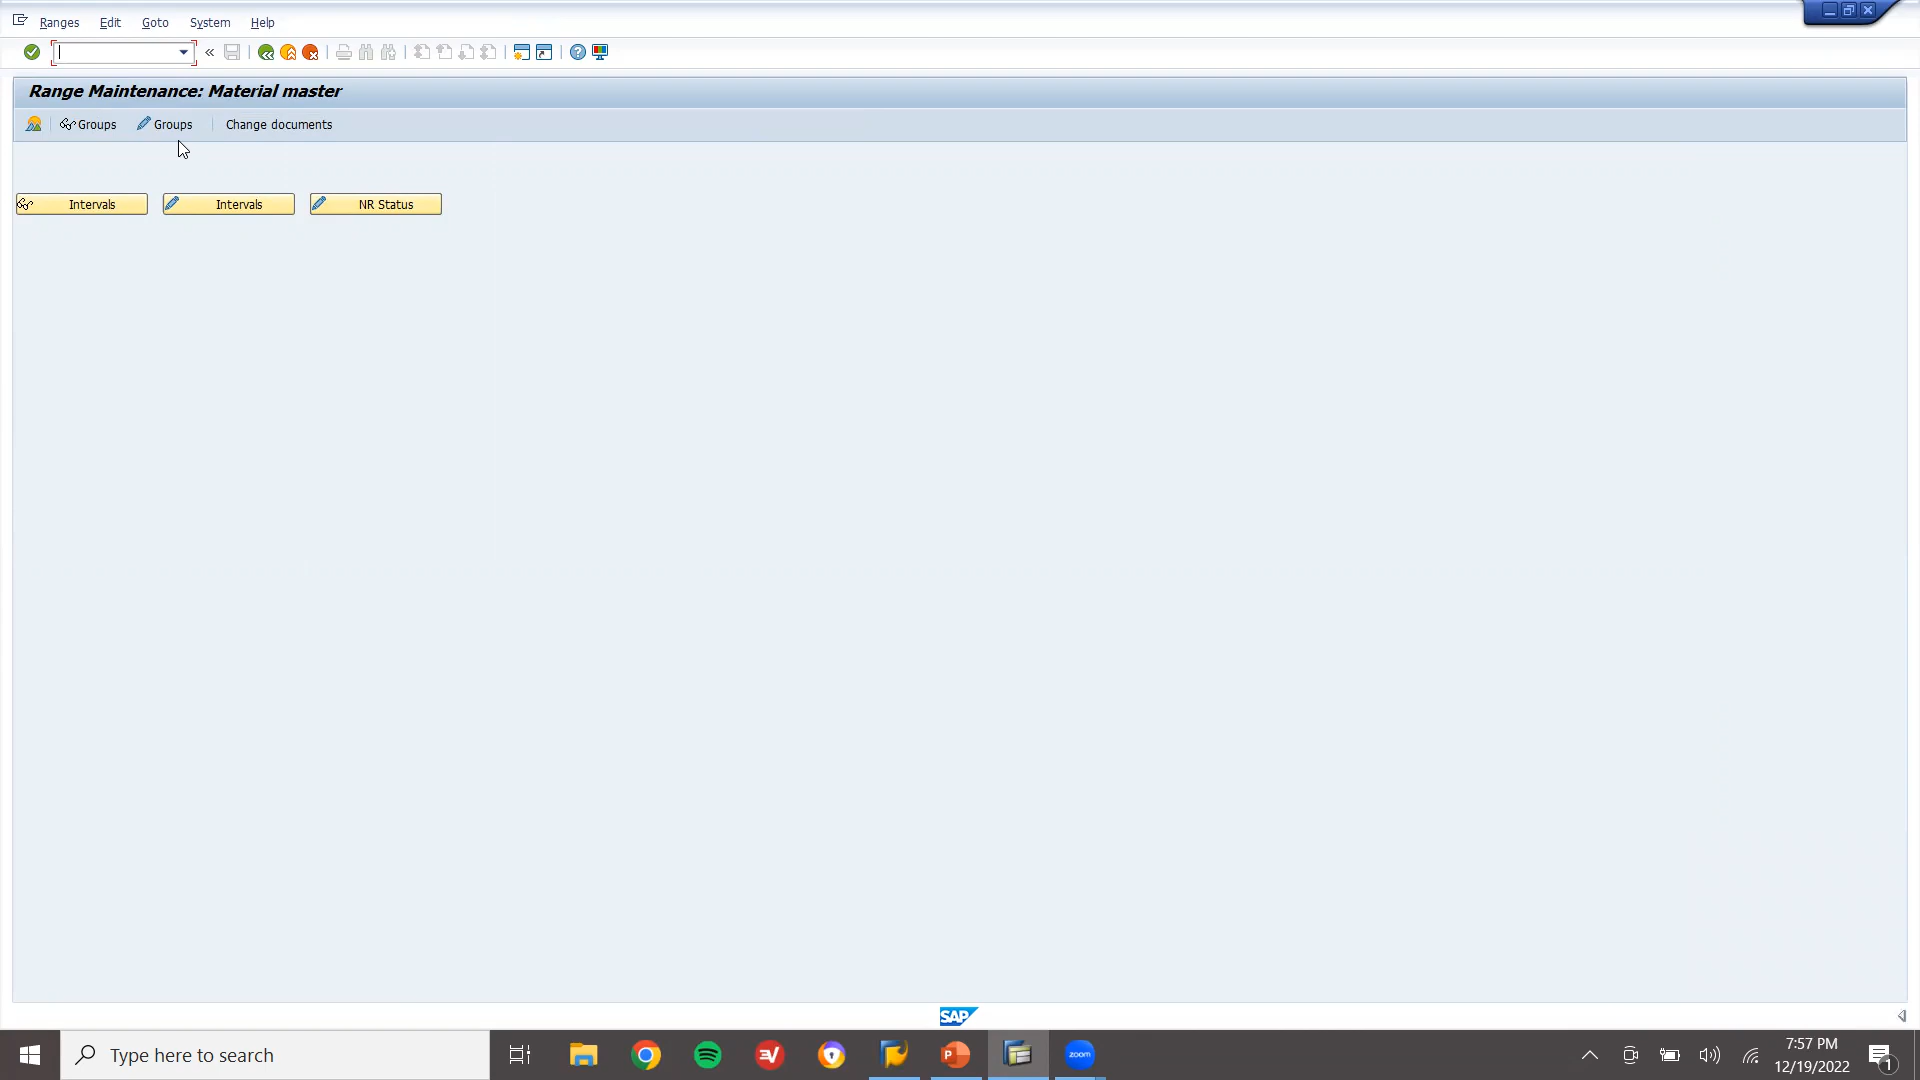 Ranges Edit Goto System Help
Range Maintenance: Material master
Groups Groups Change documents
Intervals Intervals NR Status
SAP
Type here to search
P
zoom
7:57 PM
12/19/2022
1